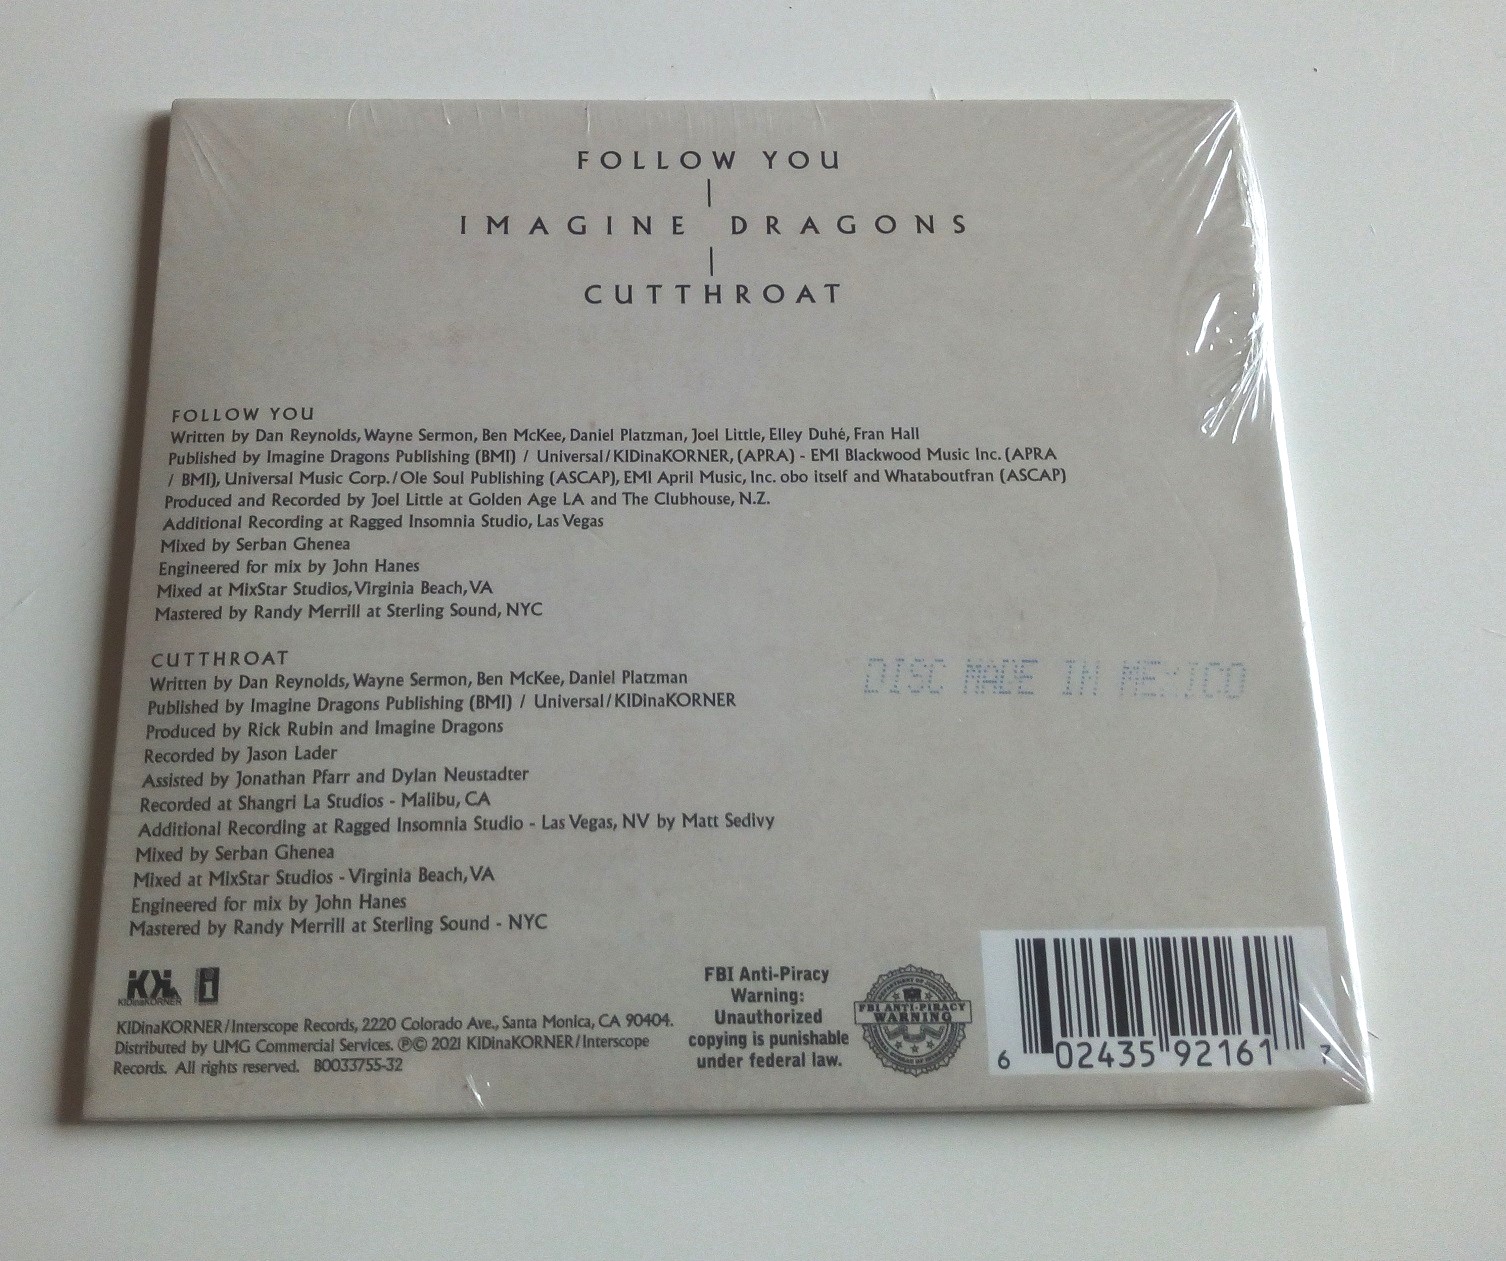 FOLLOW YOU
|
IMAGINE DRAGONS
|
CUTTHROAT
FOLLOW YOU
Written by Dan Reynolds, Wayne Sermon, Ben McKee, Daniel Platzman, Joel Little, Elley Duhé, Fran Hall
Published by Imagine Dragons Publishing (BMI) / Universal/KIDinaKORNER, (APRA) - EMI Blackwood Music Inc. (APRA
/ BMI), Universal Music Corp./Ole Soul Publishing (ASCAP), EMI April Music, Inc. obo itself and Whataboutfran (ASCAP)
Produced and Recorded by Joel Little at Golden Age LA and The Clubhouse, N.Z.
Additional Recording at Ragged Insomnia Studio, Las Vegas
Mixed by Serban Ghenea
Engineered for mix by John Hanes
Mixed at MixStar Studios, Virginia Beach, VA
Mastered by Randy Merrill at Sterling Sound, NYC
CUTTHROAT
Written by Dan Reynolds, Wayne Sermon, Ben McKee, Daniel Platzman
Published by Imagine Dragons Publishing (BMI) / Universal/KIDinaKORNER
Produced by Rick Rubin and Imagine Dragons
Recorded by Jason Lader
Assisted by Jonathan Pfarr and Dylan Neustadter
Recorded at Shangri La Studios - Malibu, CA
Additional Recording at Ragged Insomnia Studio - Las Vegas, NV by Matt Sedivy
Mixed by Serban Ghenea
Mixed at MixStar Studios - Virginia Beach, VA
Engineered for mix by John Hanes
Mastered by Randy Merrill at Sterling Sound - NYC
DISC MADE IN MEXICO
KIDinaKORNER
KIDinaKORNER/Interscope Records, 2220 Colorado Ave., Santa Monica, CA 90404.
Distributed by UMG Commercial Services. ℗© 2021 KIDinaKORNER/Interscope
Records. All rights reserved. B0033755-32
FBI Anti-Piracy
Warning:
Unauthorized
copying is punishable
under federal law.
FBI ANTI-PIRACY
WARNING
6 02435 92161 7